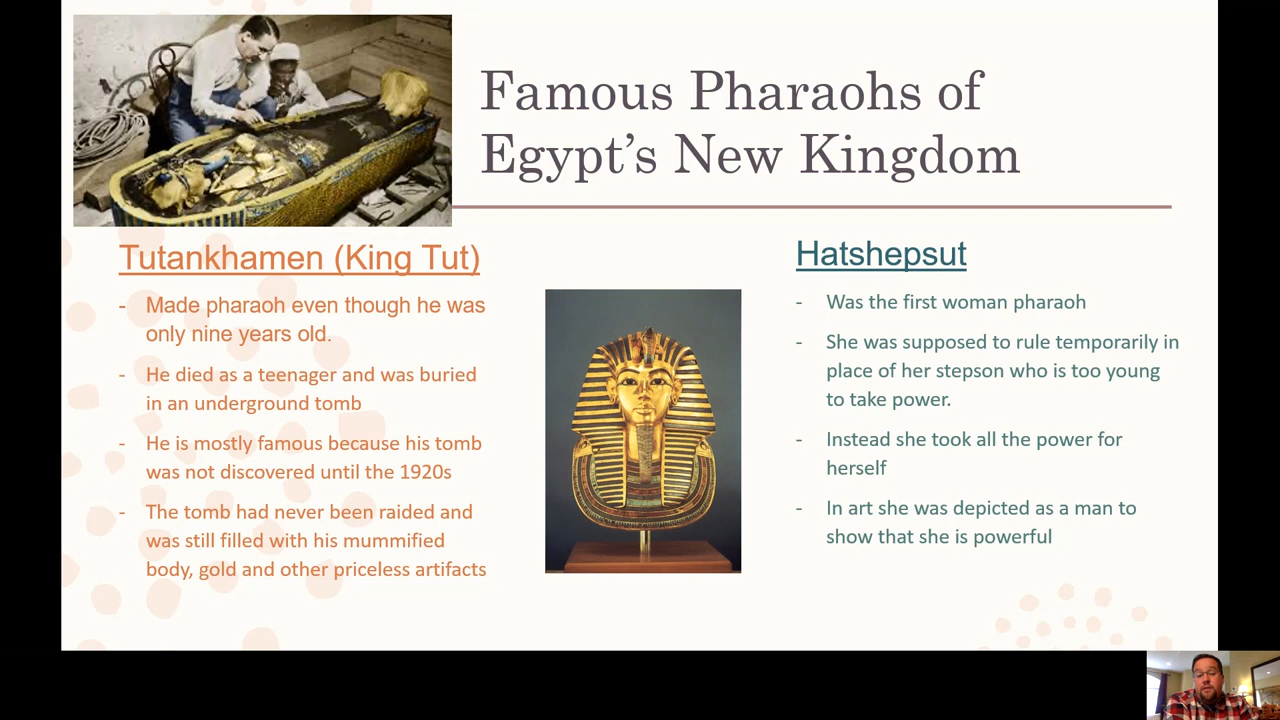 Famous Pharaohs of
Egypt’s New Kingdom
Tutankhamen (King Tut)
- Made pharaoh even though he was
only nine years old.
- He died as a teenager and was buried
in an underground tomb
- He is mostly famous because his tomb
was not discovered until the 1920s
- The tomb had never been raided and
was still filled with his mummified
body, gold and other priceless artifacts
Hatshepsut
- Was the first woman pharaoh
- She was supposed to rule temporarily in
place of her stepson who is too young
to take power.
- Instead she took all the power for
herself
- In art she was depicted as a man to
show that she is powerful